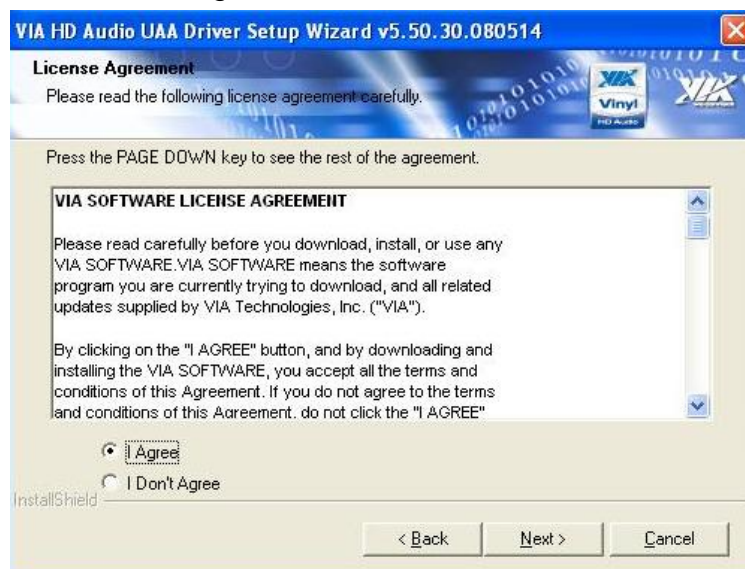 VIA HD Audio UAA Driver Setup Wizard v5.50.30.080514
License Agreement
Please read the following license agreement carefully.
VIA
Vinyl
HD Audio
VIA
Press the PAGE DOWN key to see the rest of the agreement.
VIA SOFTWARE LICENSE AGREEMENT
Please read carefully before you download, install, or use any
VIA SOFTWARE.VIA SOFTWARE means the software
program you are currently trying to download, and all related
updates supplied by VIA Technologies, Inc. ("VIA").
By clicking on the "I AGREE" button, and by downloading and
installing the VIA SOFTWARE, you accept all the terms and
conditions of this Agreement. If you do not agree to the terms
and conditions of this Agreement, do not click the "I AGREE"
I Agree
I Don't Agree
InstallShield
< Back
Next >
Cancel